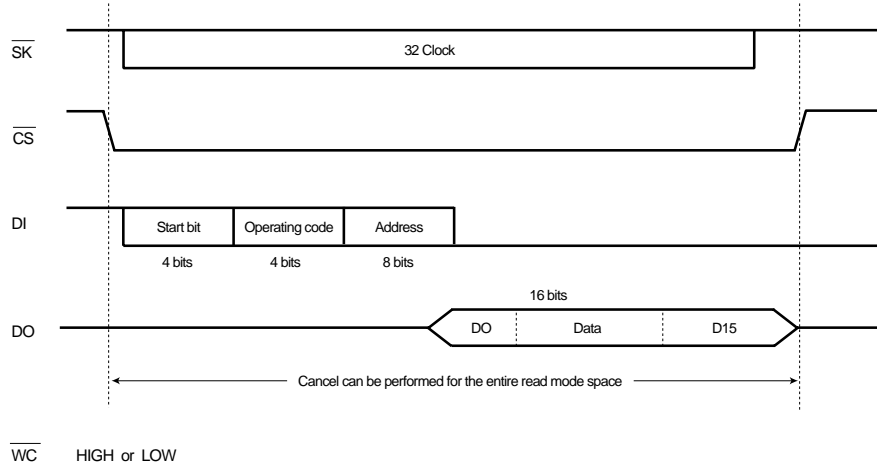 SK
32 Clock
CS
DI
Start bit
Operating code
Address
4 bits
4 bits
8 bits
16 bits
DO
DO
Data
D15
Cancel can be performed for the entire read mode space
WC HIGH or LOW